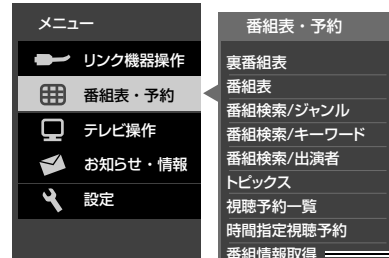 メニュー
リンク機器操作
番組表・予約
テレビ操作
お知らせ・情報
設定
番組表・予約
裏番組表
番組表
番組検索/ジャンル
番組検索/キーワード
番組検索/出演者
トピックス
視聴予約一覧
時間指定視聴予約
番組情報取得